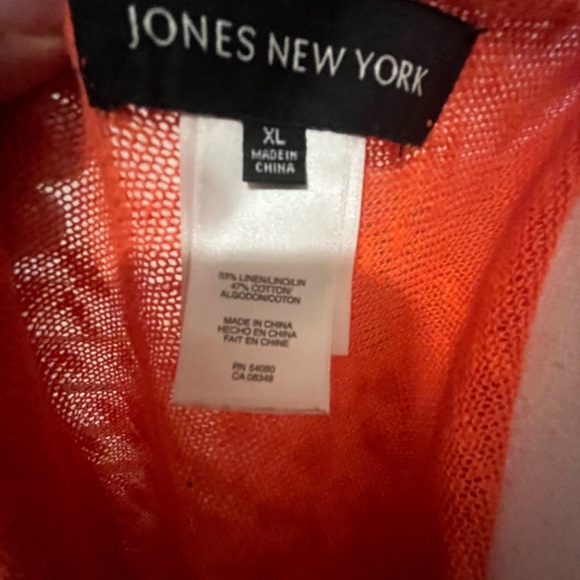 JONES NEW YORK
XL
MADE IN
CHINA
53% LINEN/LINO/LIN
47% COTTON/
ALGODON/COTON
MADE IN CHINA
HECHO EN CHINA
FAIT EN CHINE
RN 54080
CA 08349